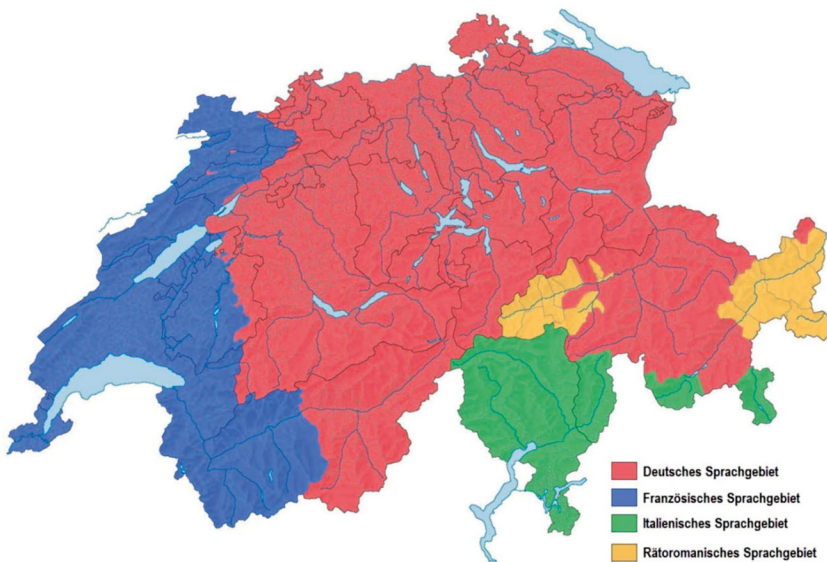 Deutsches Sprachgebiet
Französisches Sprachgebiet
Italienisches Sprachgebiet
Rätoromanisches Sprachgebiet